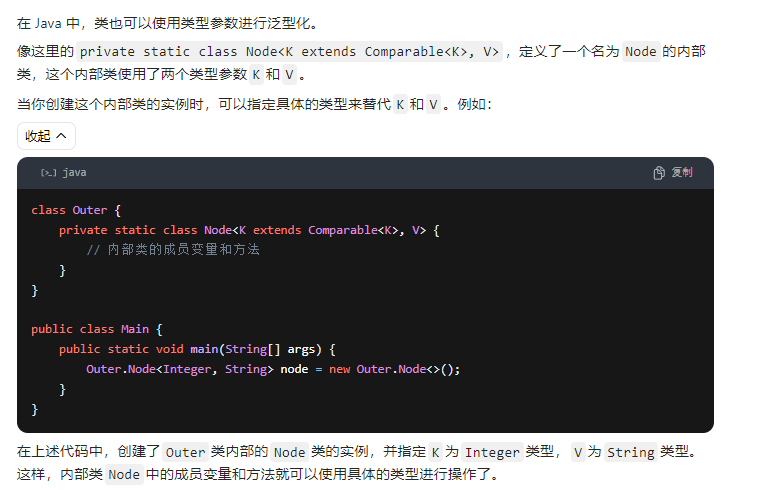 在 Java 中，类也可以使用类型参数进行泛型化。
像这里的 private static class Node<K extends Comparable<K>, V> ，定义了一个名为 Node 的内部
类，这个内部类使用了两个类型参数 K 和 V 。
当你创建这个内部类的实例时，可以指定具体的类型来替代 K 和 V 。例如：
收起
[>_] java 复制
class Outer {
    private static class Node<K extends Comparable<K>, V> {
        // 内部类的成员变量和方法
    }
}

public class Main {
    public static void main(String[] args) {
        Outer.Node<Integer, String> node = new Outer.Node<>();
    }
}
在上述代码中，创建了 Outer 类内部的 Node 类的实例，并指定 K 为 Integer 类型， V 为 String 类型。
这样，内部类 Node 中的成员变量和方法就可以使用具体的类型进行操作了。